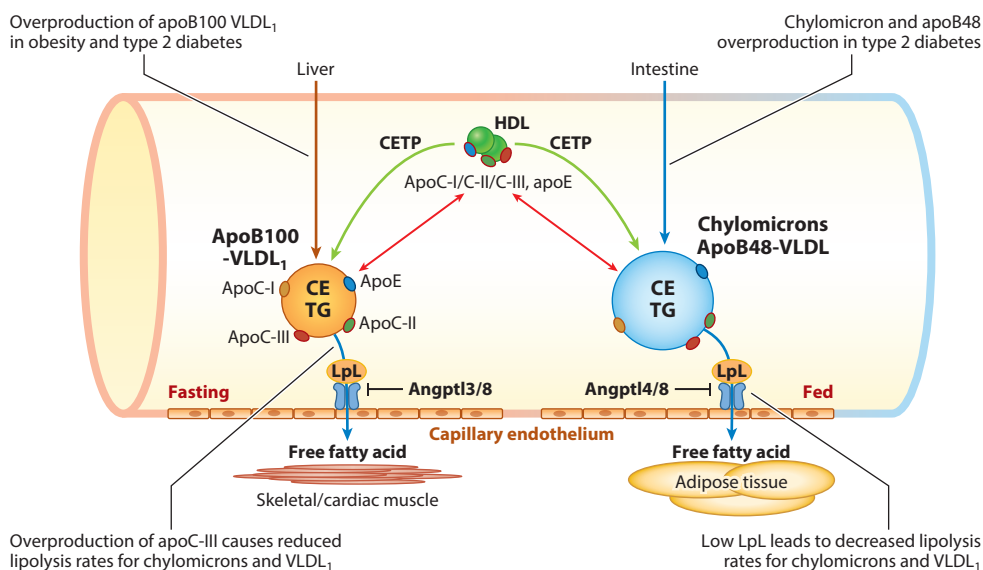 Overproduction of apoB100 VLDL₁
in obesity and type 2 diabetes
Chylomicron and apoB48
overproduction in type 2 diabetes
Liver
Intestine
HDL
CETP
CETP
ApoC-I/C-II/C-III, apoE
ApoB100
-VLDL₁
Chylomicrons
ApoB48-VLDL
ApoC-I
CE
TG
ApoE
ApoC-III
ApoC-II
CE
TG
LpL
LpL
Fasting
Angptl3/8
Angptl4/8
Fed
Capillary endothelium
Free fatty acid
Free fatty acid
Skeletal/cardiac muscle
Adipose tissue
Overproduction of apoC-III causes reduced
lipolysis rates for chylomicrons and VLDL₁
Low LpL leads to decreased lipolysis
rates for chylomicrons and VLDL₁